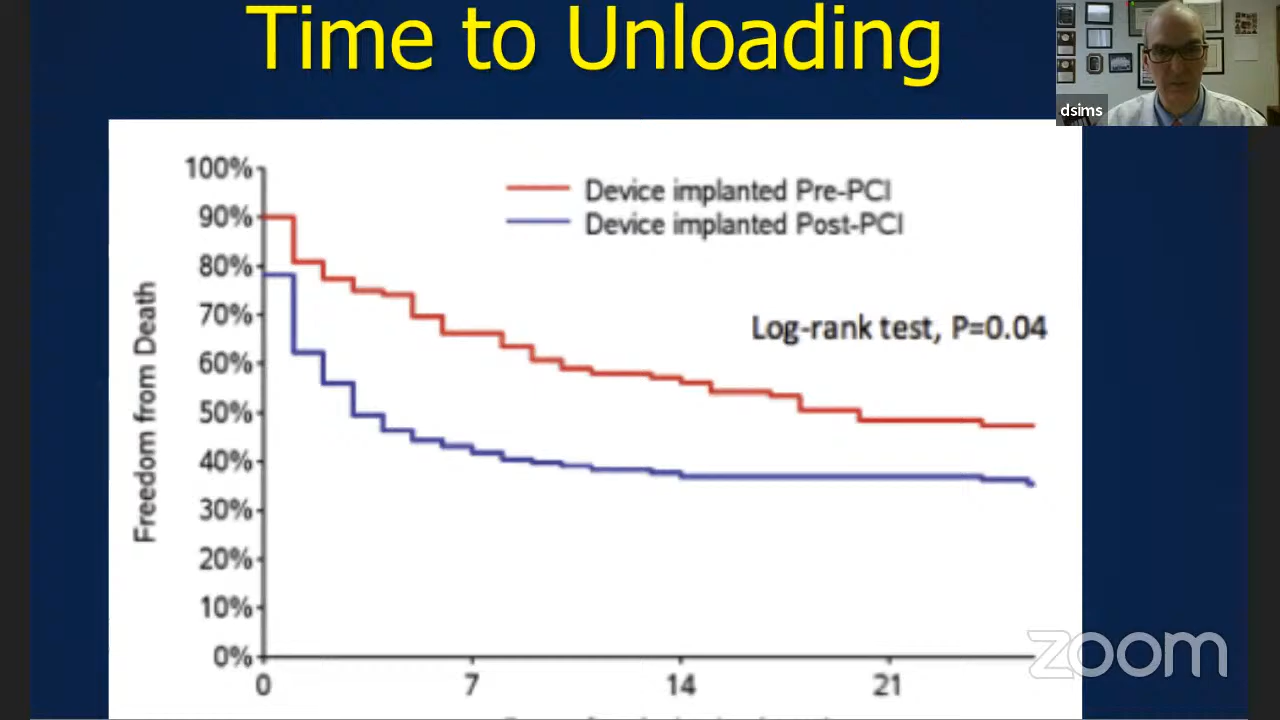 Time to Unloading
dsims
100%
90%
80%
70%
60%
50%
40%
30%
20%
10%
0%
Freedom from Death
Device implanted Pre-PCI
Device implanted Post-PCI
Log-rank test, P=0.04
0 7 14 21
zoom